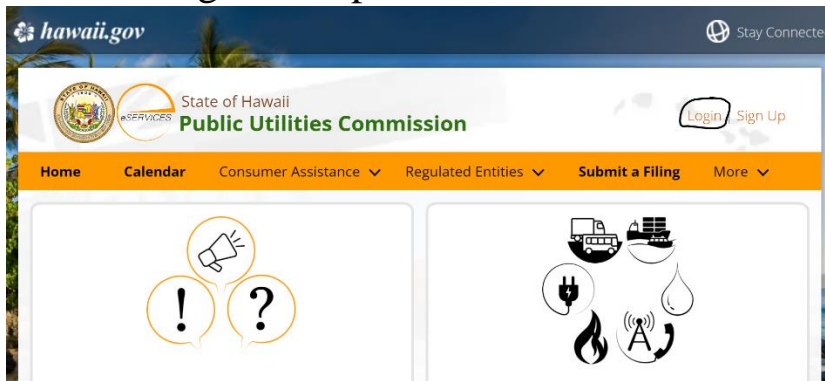 hawaii.gov
Stay Connecte
eSERVICES
State of Hawaii
Public Utilities Commission
Login / Sign Up
Home Calendar Consumer Assistance Regulated Entities Submit a Filing More
! ?